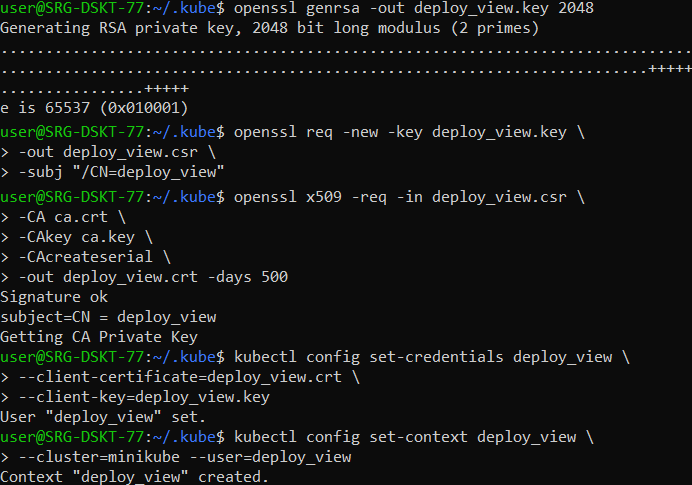 user@SRG-DSKT-77:~/.kube$ openssl genrsa -out deploy_view.key 2048
Generating RSA private key, 2048 bit long modulus (2 primes)
.....................................................................................
................................................................................+++++
.................+++++
e is 65537 (0x010001)
user@SRG-DSKT-77:~/.kube$ openssl req -new -key deploy_view.key \
> -out deploy_view.csr \
> -subj "/CN=deploy_view"
user@SRG-DSKT-77:~/.kube$ openssl x509 -req -in deploy_view.csr \
> -CA ca.crt \
> -CAkey ca.key \
> -CAcreateserial \
> -out deploy_view.crt -days 500
Signature ok
subject=CN = deploy_view
Getting CA Private Key
user@SRG-DSKT-77:~/.kube$ kubectl config set-credentials deploy_view \
> --client-certificate=deploy_view.crt \
> --client-key=deploy_view.key
User "deploy_view" set.
user@SRG-DSKT-77:~/.kube$ kubectl config set-context deploy_view \
> --cluster=minikube --user=deploy_view
Context "deploy_view" created.